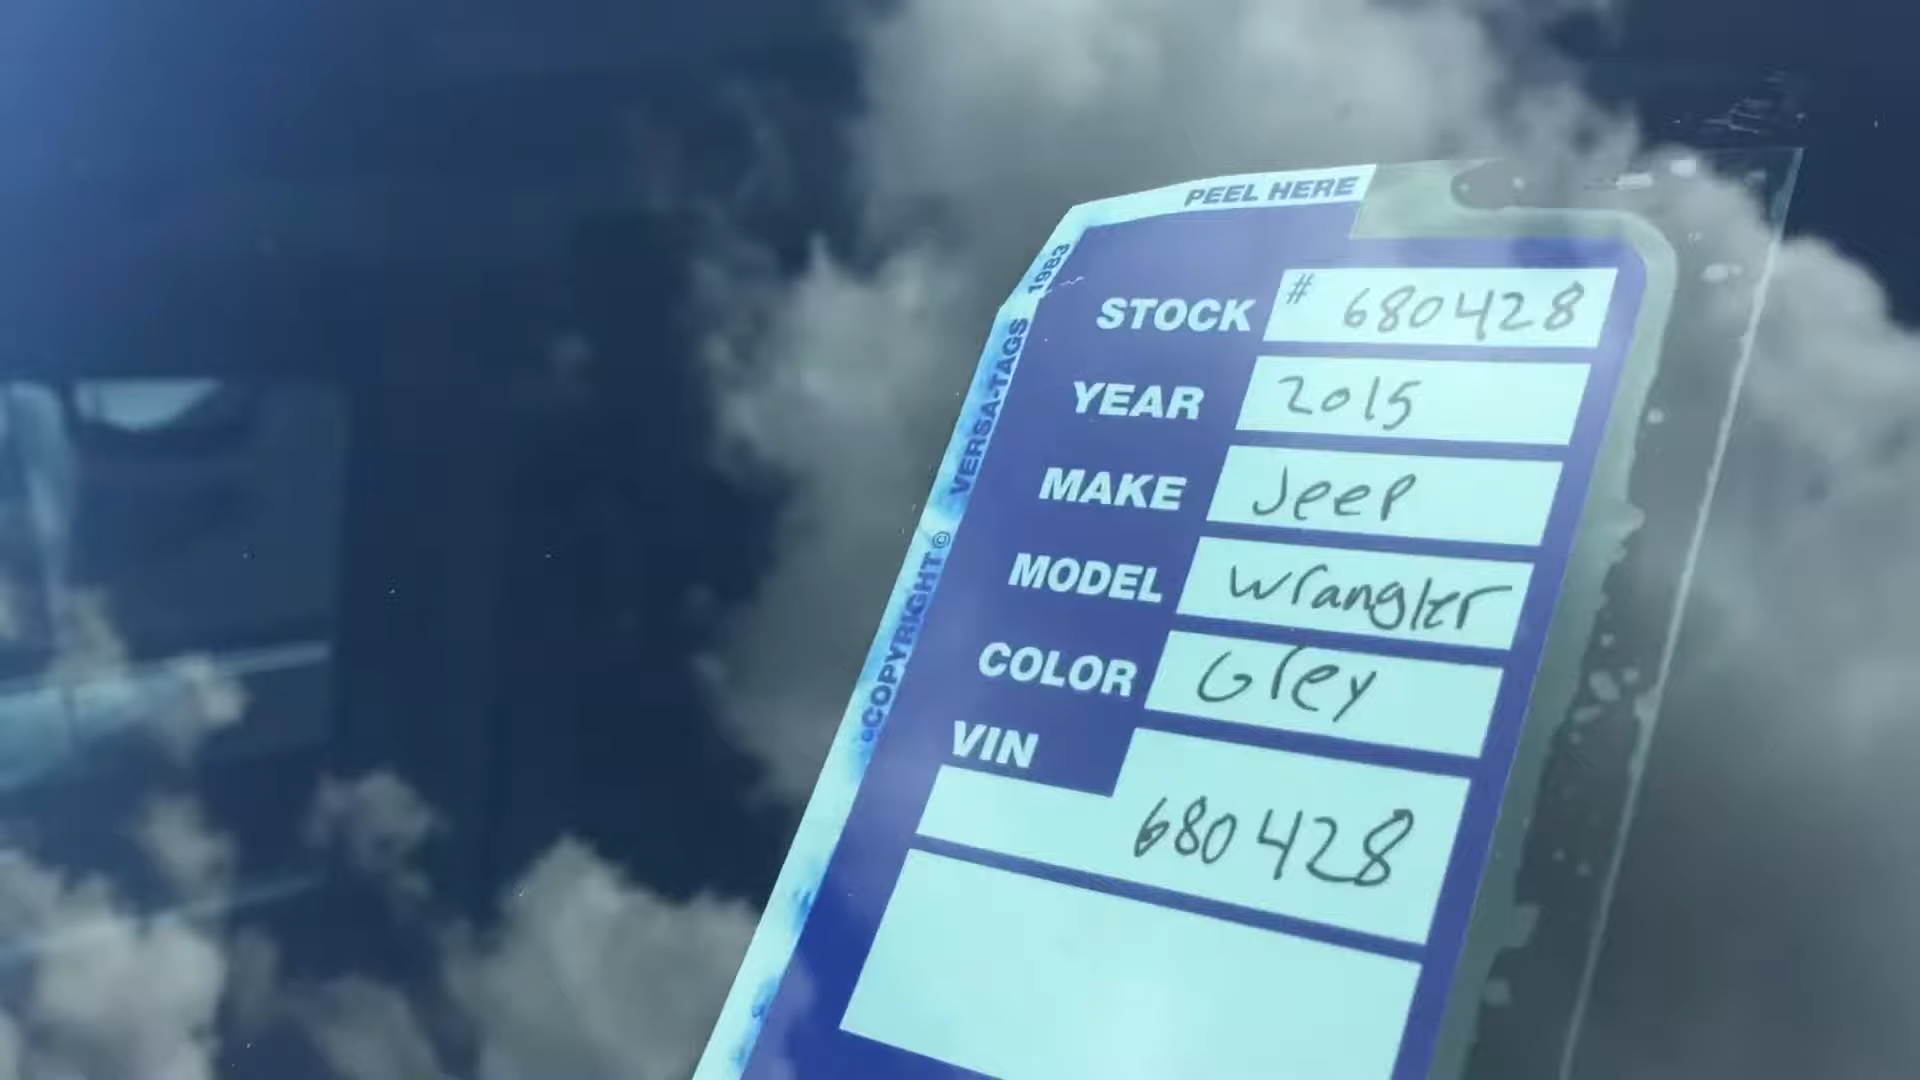 PEEL HERE
©COPYRIGHT© VERSA-TAGS 1983
STOCK # 680428
YEAR 2015
MAKE Jeep
MODEL Wrangler
COLOR Grey
VIN
680428